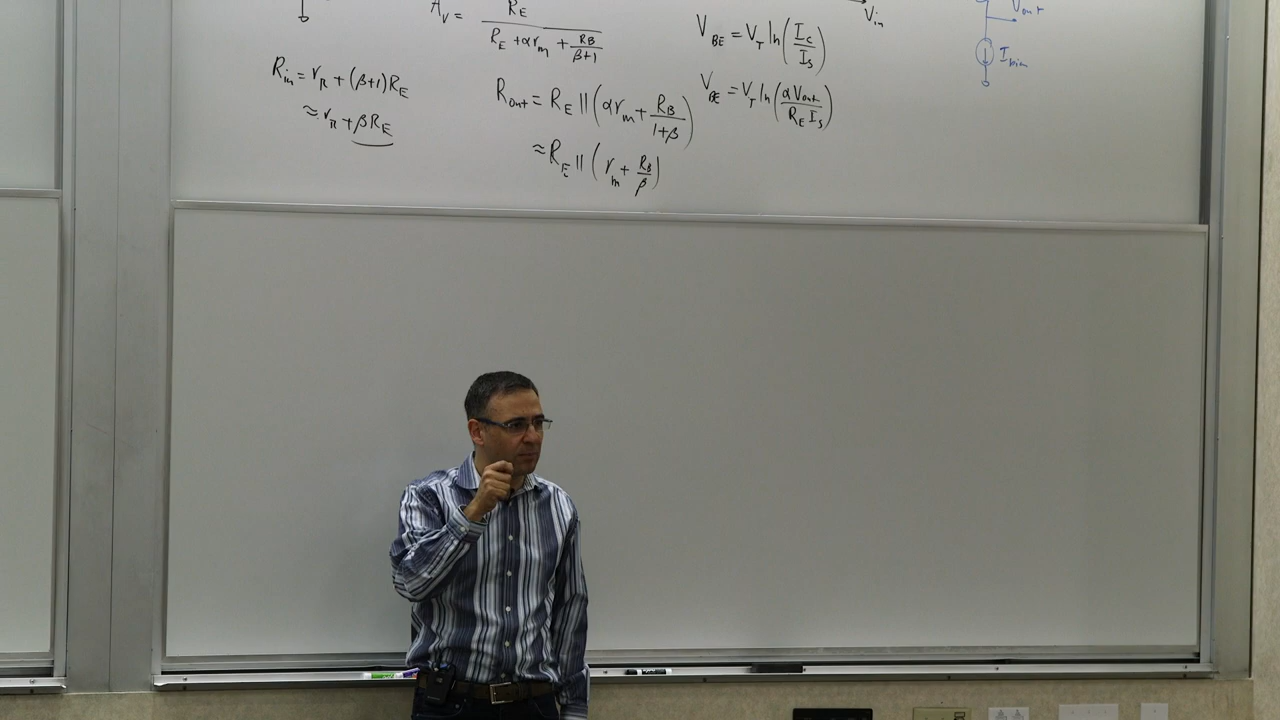 A_V = R_E / (R_E + αr_m + R_B/(β+1))
R_in = r_π + (β+1)R_E
≈ r_π + βR_E
R_out = R_E || (αr_m + R_B/(1+β))
≈ R_E || (r_m + R_B/β)
V_BE = V_T ln(I_C/I_S)
V_BE = V_T ln(αV_out/(R_E I_S))
V_in
V_out
I_bias